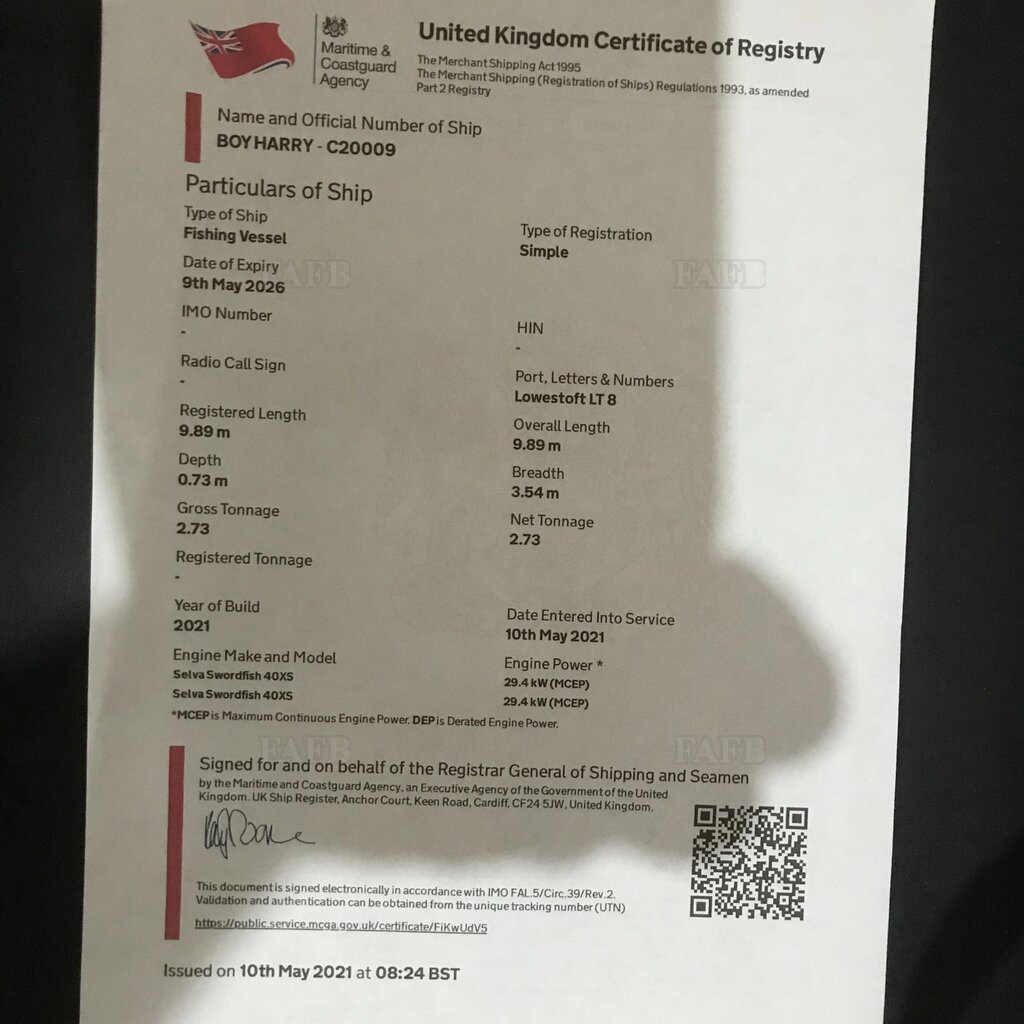 Maritime &
Coastguard
Agency
United Kingdom Certificate of Registry
The Merchant Shipping Act 1995
The Merchant Shipping (Registration of Ships) Regulations 1993, as amended
Part 2 Registry
Name and Official Number of Ship
BOY HARRY - C20009
Particulars of Ship
Type of Ship
Fishing Vessel
Type of Registration
Simple
Date of Expiry
9th May 2026
FAFB
FAFB
IMO Number
-
HIN
-
Radio Call Sign
-
Port, Letters & Numbers
Lowestoft LT 8
Registered Length
9.89 m
Overall Length
9.89 m
Depth
0.73 m
Breadth
3.54 m
Gross Tonnage
2.73
Net Tonnage
2.73
Registered Tonnage
-
Year of Build
2021
Date Entered Into Service
10th May 2021
Engine Make and Model
Selva Swordfish 40XS
Selva Swordfish 40XS
Engine Power *
29.4 kW (MCEP)
29.4 kW (MCEP)
*MCEP is Maximum Continuous Engine Power. DEP is Derated Engine Power.
FAFB
FAFB
Signed for and on behalf of the Registrar General of Shipping and Seamen
by the Maritime and Coastguard Agency, an Executive Agency of the Government of the United
Kingdom. UK Ship Register, Anchor Court, Keen Road, Cardiff, CF24 5JW, United Kingdom.
This document is signed electronically in accordance with IMO FAL.5/Circ.39/Rev.2.
Validation and authentication can be obtained from the unique tracking number (UTN)
https://public.service.mcga.gov.uk/certificate/FiKwUdV5
Issued on 10th May 2021 at 08:24 BST